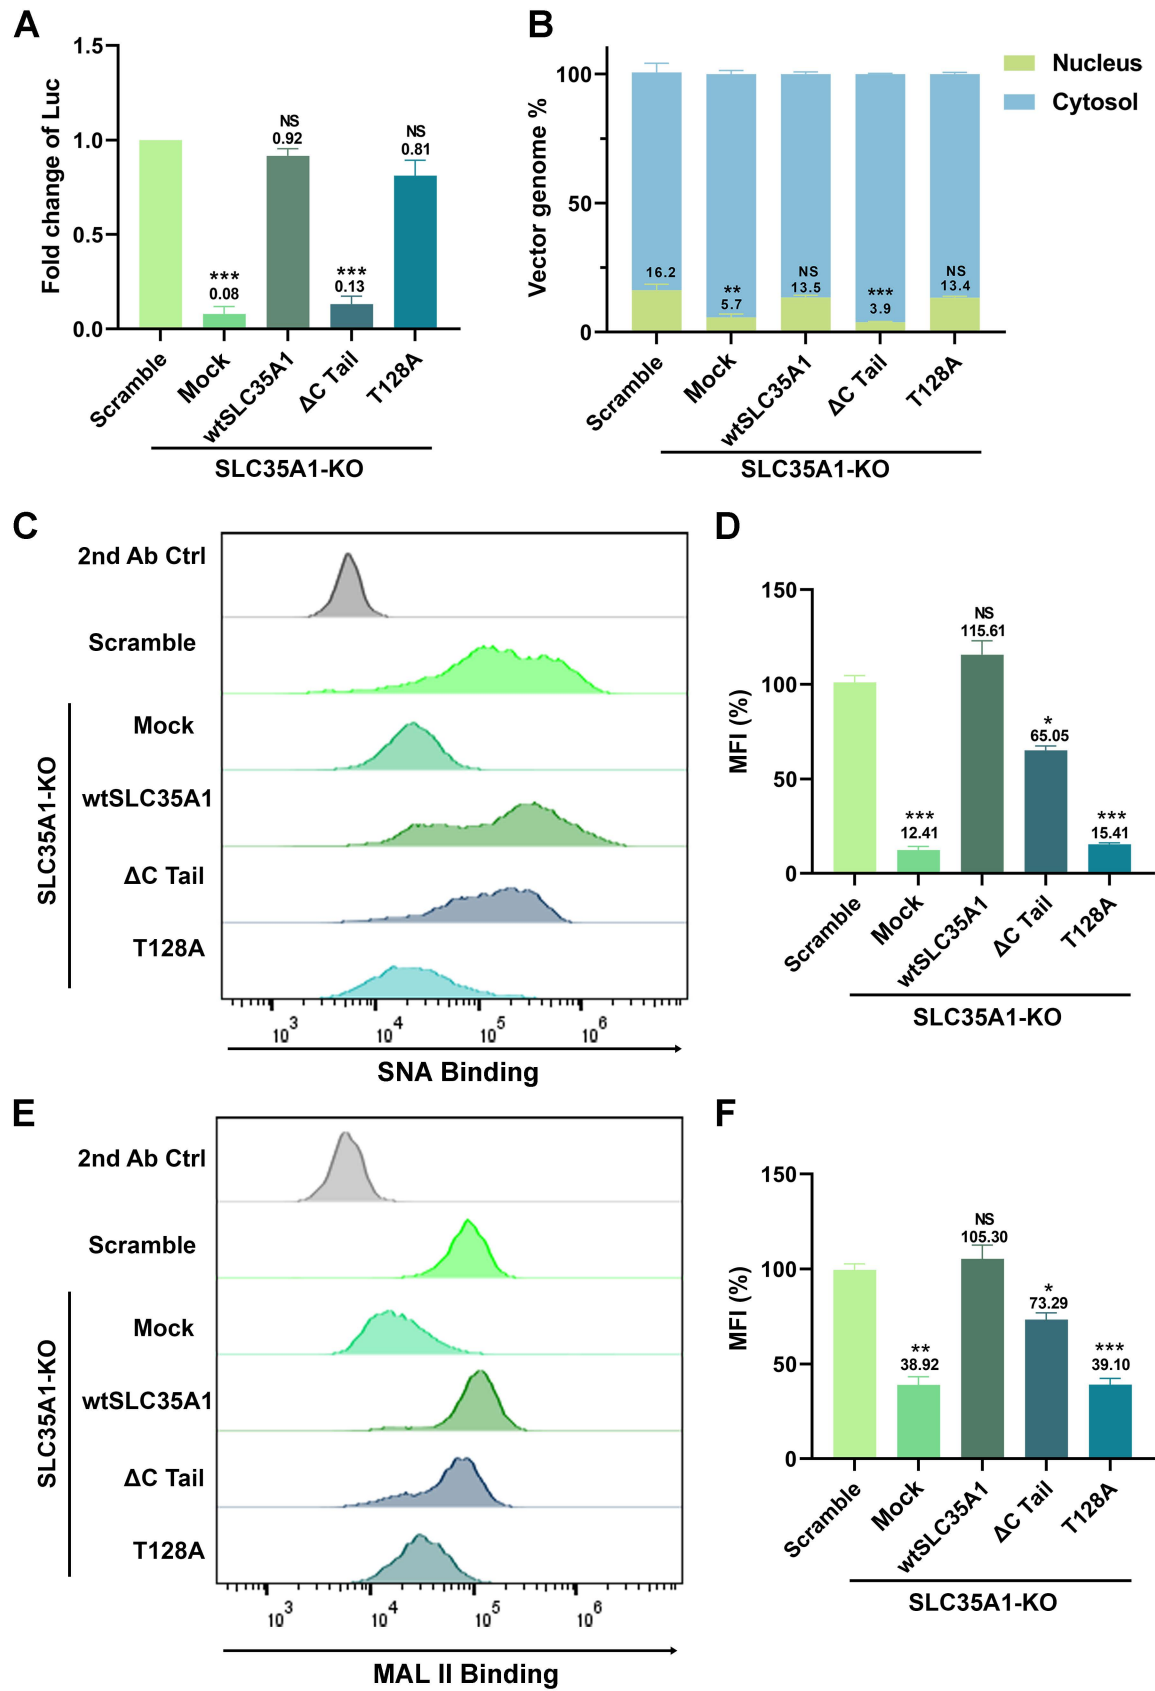 A
Fold change of Luc
1.5
1.0
0.5
0.0
***
0.08
NS
0.92
***
0.13
NS
0.81
Scramble
Mock
wtSLC35A1
ΔC Tail
T128A
SLC35A1-KO
B
Vector genome %
100
50
0
16.2
**
5.7
NS
13.5
***
3.9
NS
13.4
Nucleus
Cytosol
Scramble
Mock
wtSLC35A1
ΔC Tail
T128A
SLC35A1-KO
C
2nd Ab Ctrl
Scramble
Mock
wtSLC35A1
ΔC Tail
T128A
SLC35A1-KO
10³
10⁴
10⁵
10⁶
SNA Binding
D
MFI (%)
150
100
50
0
***
12.41
NS
115.61
*
65.05
***
15.41
Scramble
Mock
wtSLC35A1
ΔC Tail
T128A
SLC35A1-KO
E
2nd Ab Ctrl
Scramble
Mock
wtSLC35A1
ΔC Tail
T128A
SLC35A1-KO
10³
10⁴
10⁵
10⁶
MAL II Binding
F
MFI (%)
150
100
50
0
**
38.92
NS
105.30
*
73.29
***
39.10
Scramble
Mock
wtSLC35A1
ΔC Tail
T128A
SLC35A1-KO